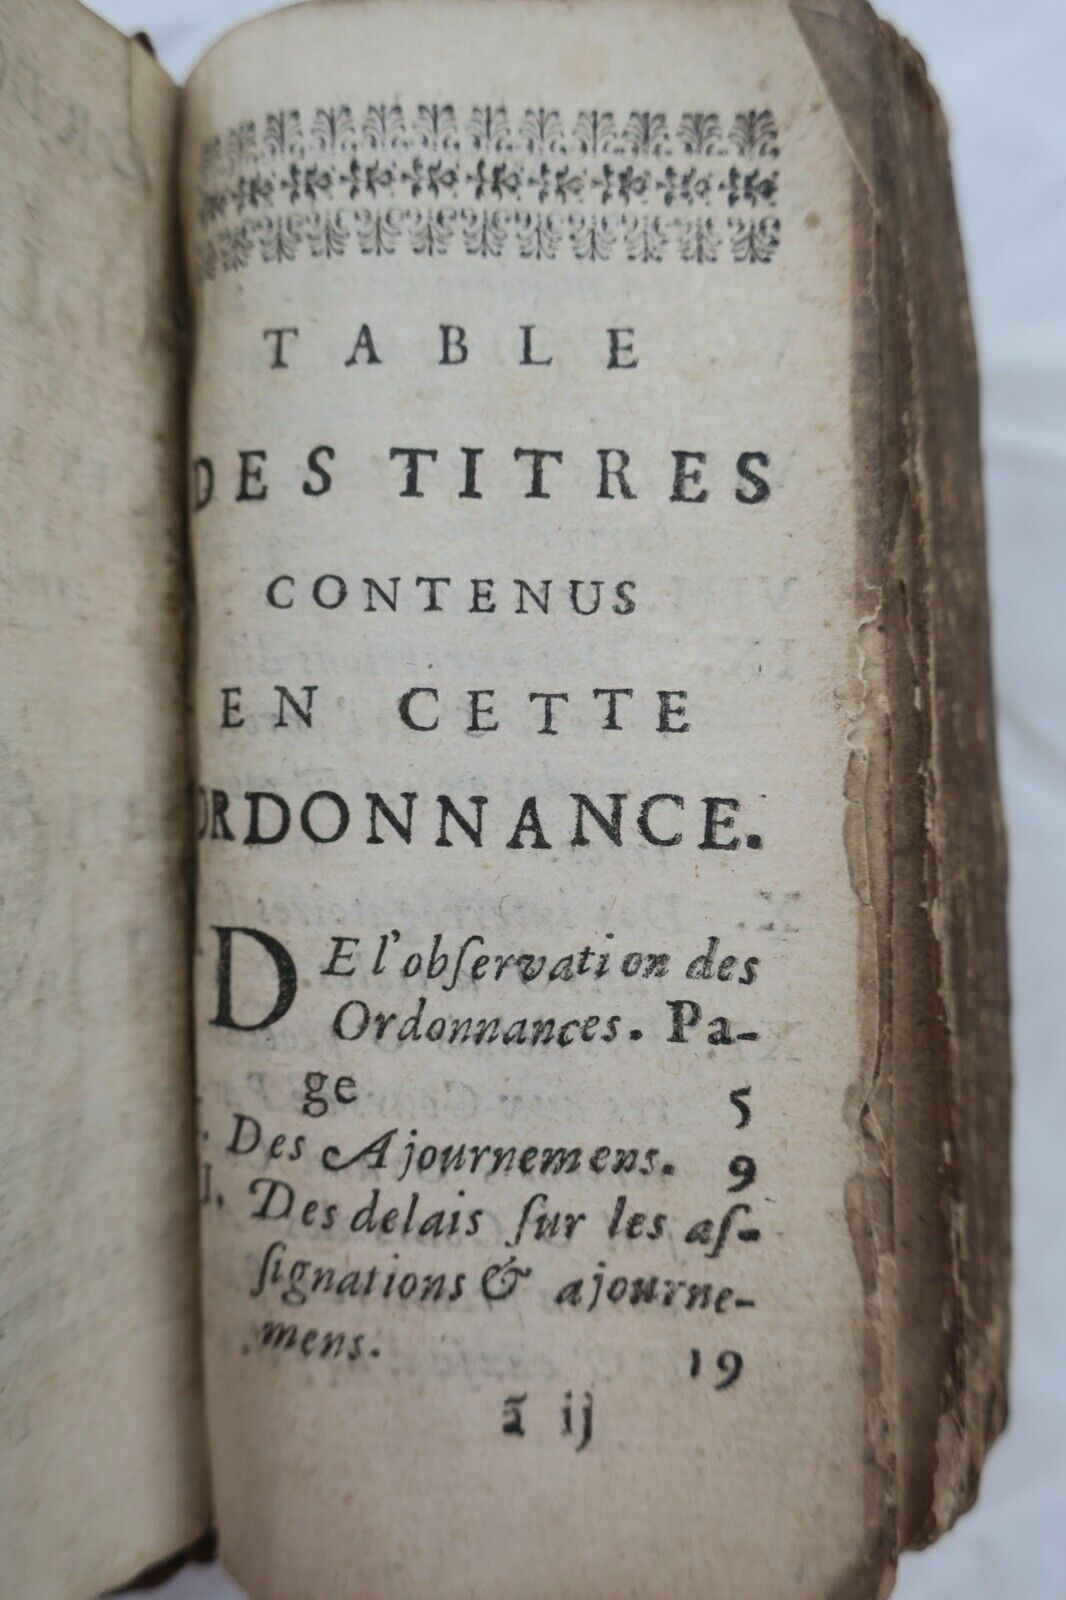 TABLE
DES TITRES
CONTENUS
EN CETTE
ORDONNANCE.
DE l'obſervation des
Ordonnances. Pa-
ge 5
I. Des Ajournemens. 9
II. Des delais ſur les aſ-
ſignations & ajourne-
mens. 19
ã ij